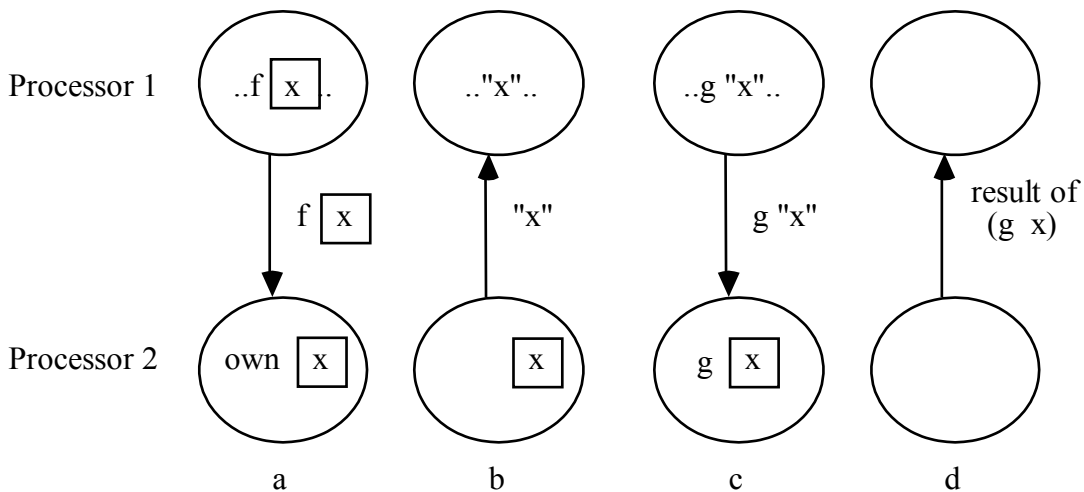 Processor 1 ..f x .. .."x".. ..g "x"..
f x "x" g "x" result of
(g x)
Processor 2 own x x g x
a b c d